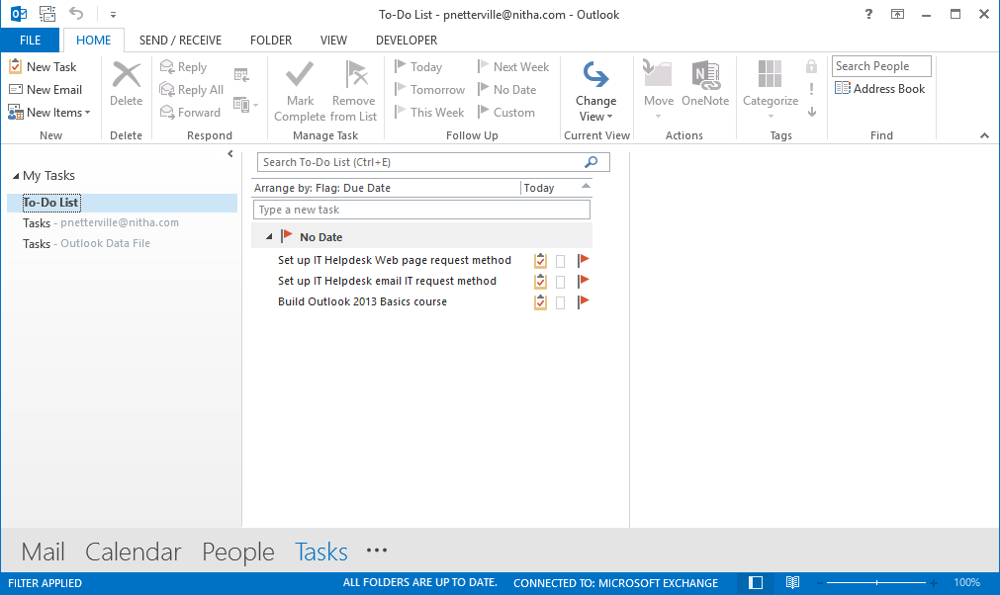 To-Do List - pnetterville@nitha.com - Outlook
FILE HOME SEND / RECEIVE FOLDER VIEW DEVELOPER
New Task
New Email
New Items
New
Delete
Delete
Reply
Reply All
Forward
Respond
Mark
Complete
Remove
from List
Manage Task
Today
Tomorrow
This Week
Next Week
No Date
Custom
Follow Up
Change
View
Current View
Move
OneNote
Actions
Categorize
Tags
Search People
Address Book
Find
My Tasks
To-Do List
Tasks - pnetterville@nitha.com
Tasks - Outlook Data File
Search To-Do List (Ctrl+E)
Arrange by: Flag: Due Date Today
Type a new task
No Date
Set up IT Helpdesk Web page request method
Set up IT Helpdesk email IT request method
Build Outlook 2013 Basics course
Mail Calendar People Tasks ···
FILTER APPLIED ALL FOLDERS ARE UP TO DATE. CONNECTED TO: MICROSOFT EXCHANGE 100%